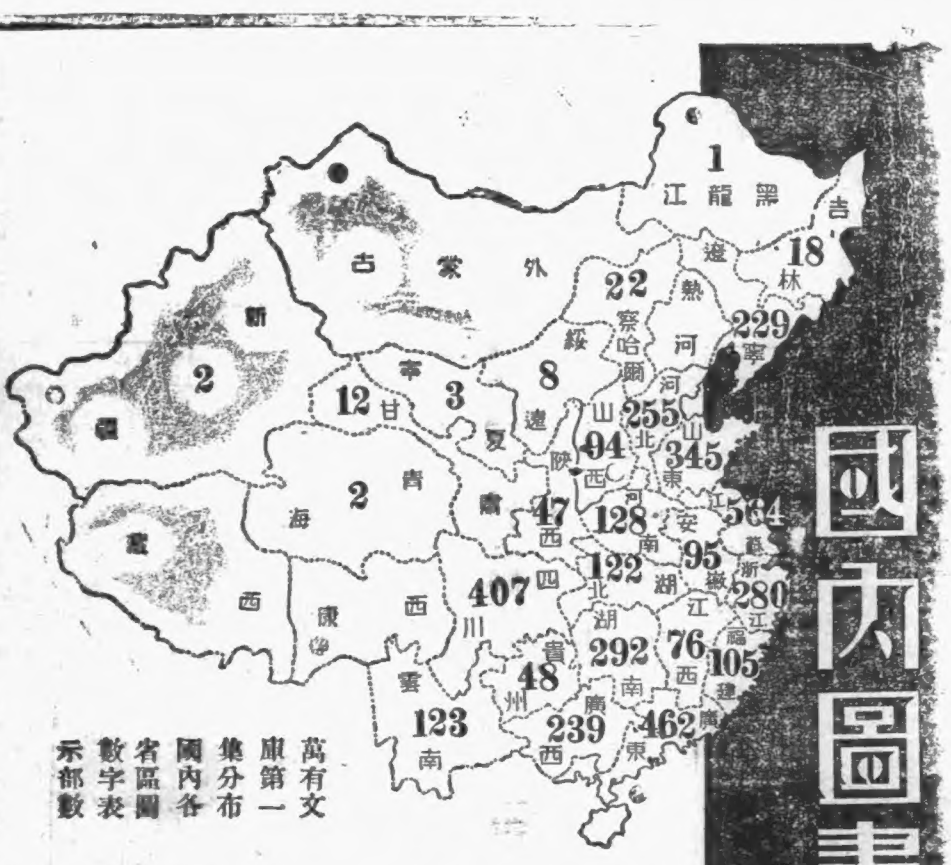 國內圖書
1
黑龍江
吉林
18
遼寧
229
外蒙古
22
察哈爾
熱河
新疆
2
綏遠
8
寧夏
3
甘肅
12
河北
255
山西
94
山東
345
青海
2
陝西
47
河南
128
江蘇
564
安徽
95
西藏
西康
四川
407
湖北
122
浙江
280
湖南
292
江西
76
福建
105
貴州
48
雲南
123
廣西
239
廣東
462
萬有文
庫第一
集分布
國內各
省區圖
數字表
示部數